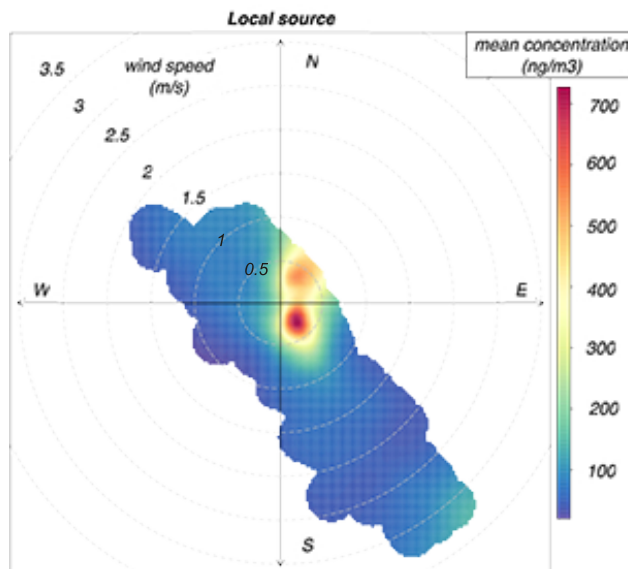 Local source
mean concentration
(ng/m3)
wind speed
(m/s)
N
3.5
3
2.5
2
1.5
1
0.5
W
E
S
700
600
500
400
300
200
100